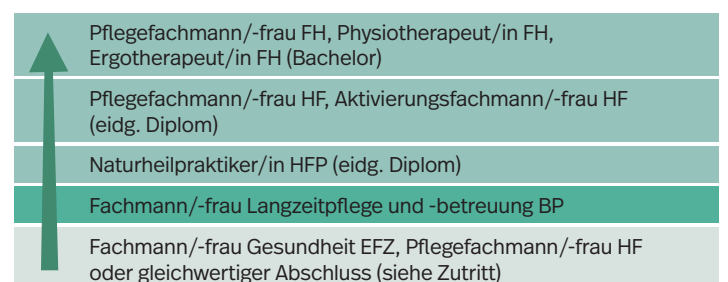 Pflegefachmann/-frau FH, Physiotherapeut/in FH,
Ergotherapeut/in FH (Bachelor)
Pflegefachmann/-frau HF, Aktivierungsfachmann/-frau HF
(eidg. Diplom)
Naturheilpraktiker/in HFP (eidg. Diplom)
Fachmann/-frau Langzeitpflege und -betreuung BP
Fachmann/-frau Gesundheit EFZ, Pflegefachmann/-frau HF
oder gleichwertiger Abschluss (siehe Zutritt)